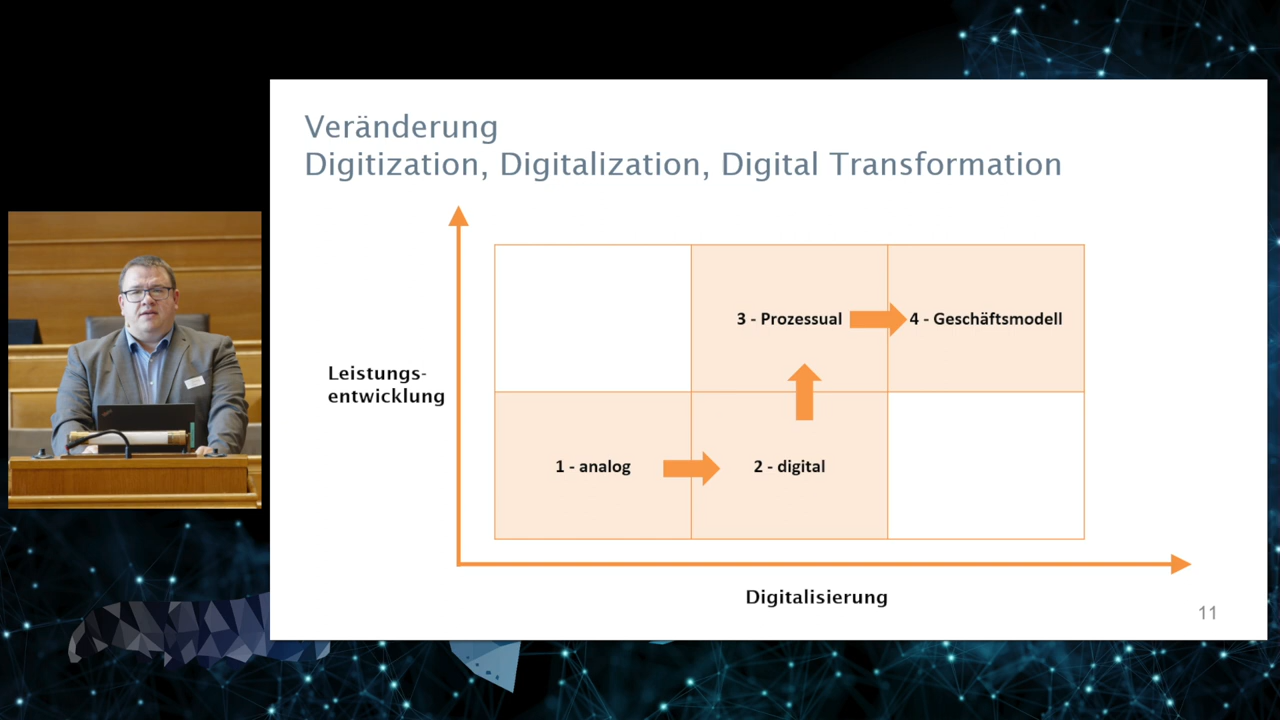 Veränderung
Digitization, Digitalization, Digital Transformation
3 - Prozessual
4 - Geschäftsmodell
Leistungs-
entwicklung
1 - analog
2 - digital
Digitalisierung
11